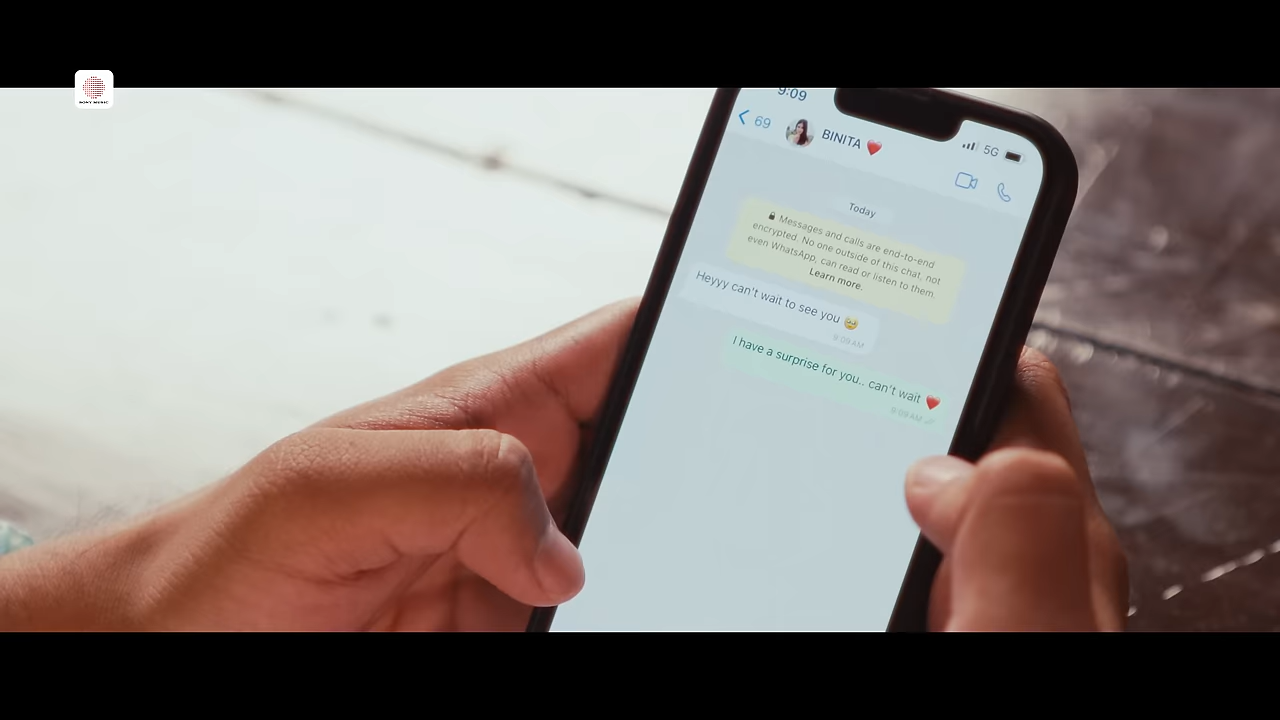 SONY MUSIC
9:09
5G
69
BINITA ❤️
Today
🔒 Messages and calls are end-to-end
encrypted. No one outside of this chat, not
even WhatsApp, can read or listen to them.
Learn more.
Heyyy can't wait to see you 🥹
9:09 AM
I have a surprise for you.. can't wait ❤️
9:09 AM